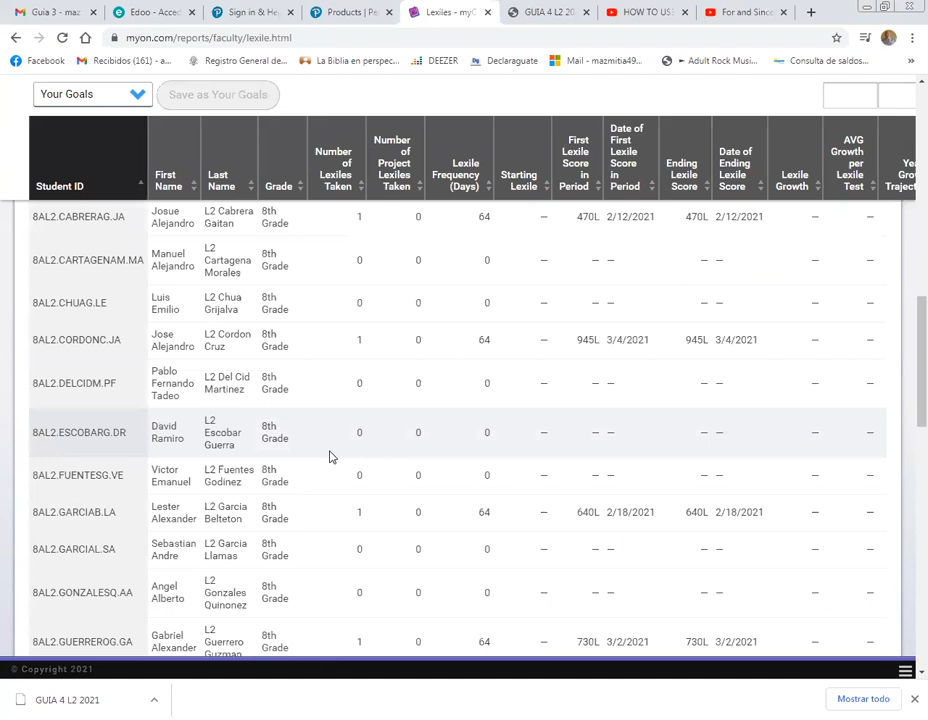 Guia 3 - maz
Edoo - Acced
Sign in & He
Products | Pe
Lexiles - myC
GUIA 4 L2 20
HOW TO USE
For and Since
myon.com/reports/faculty/lexile.html
Facebook
Recibidos (161) - a...
Registro General de...
La Biblia en perspec...
DEEZER
Declaraguate
Mail - mazmitia49...
► Adult Rock Musi...
Consulta de saldos...
Your Goals
Save as Your Goals
Student ID
First Name
Last Name
Grade
Number of Lexiles Taken
Number of Project Lexiles Taken
Lexile Frequency (Days)
Starting Lexile
First Lexile Score in Period
Date of First Lexile Score in Period
Ending Lexile Score
Date of Ending Lexile Score
Lexile Growth
AVG Growth per Lexile Test
8AL2.CABRERAG.JA Josue Alejandro L2 Cabrera Gaitan 8th Grade 1 0 64 — 470L 2/12/2021 470L 2/12/2021 — —
8AL2.CARTAGENAM.MA Manuel Alejandro L2 Cartagena Morales 8th Grade 0 0 0 — — — — — — —
8AL2.CHUAG.LE Luis Emilio L2 Chua Grijalva 8th Grade 0 0 0 — — — — — — —
8AL2.CORDONC.JA Jose Alejandro L2 Cordon Cruz 8th Grade 1 0 64 — 945L 3/4/2021 945L 3/4/2021 — —
8AL2.DELCIDM.PF Pablo Fernando Tadeo L2 Del Cid Martinez 8th Grade 0 0 0 — — — — — — —
8AL2.ESCOBARG.DR David Ramiro L2 Escobar Guerra 8th Grade 0 0 0 — — — — — — —
8AL2.FUENTESG.VE Victor Emanuel L2 Fuentes Godinez 8th Grade 0 0 0 — — — — — — —
8AL2.GARCIAB.LA Lester Alexander L2 Garcia Belteton 8th Grade 1 0 64 — 640L 2/18/2021 640L 2/18/2021 — —
8AL2.GARCIAL.SA Sebastian Andre L2 Garcia Llamas 8th Grade 0 0 0 — — — — — — —
8AL2.GONZALESQ.AA Angel Alberto L2 Gonzales Quinonez 8th Grade 0 0 0 — — — — — — —
8AL2.GUERREROG.GA Gabriel Alexander L2 Guerrero Guzman 8th Grade 1 0 64 — 730L 3/2/2021 730L 3/2/2021 — —
© Copyright 2021
GUIA 4 L2 2021
Mostrar todo